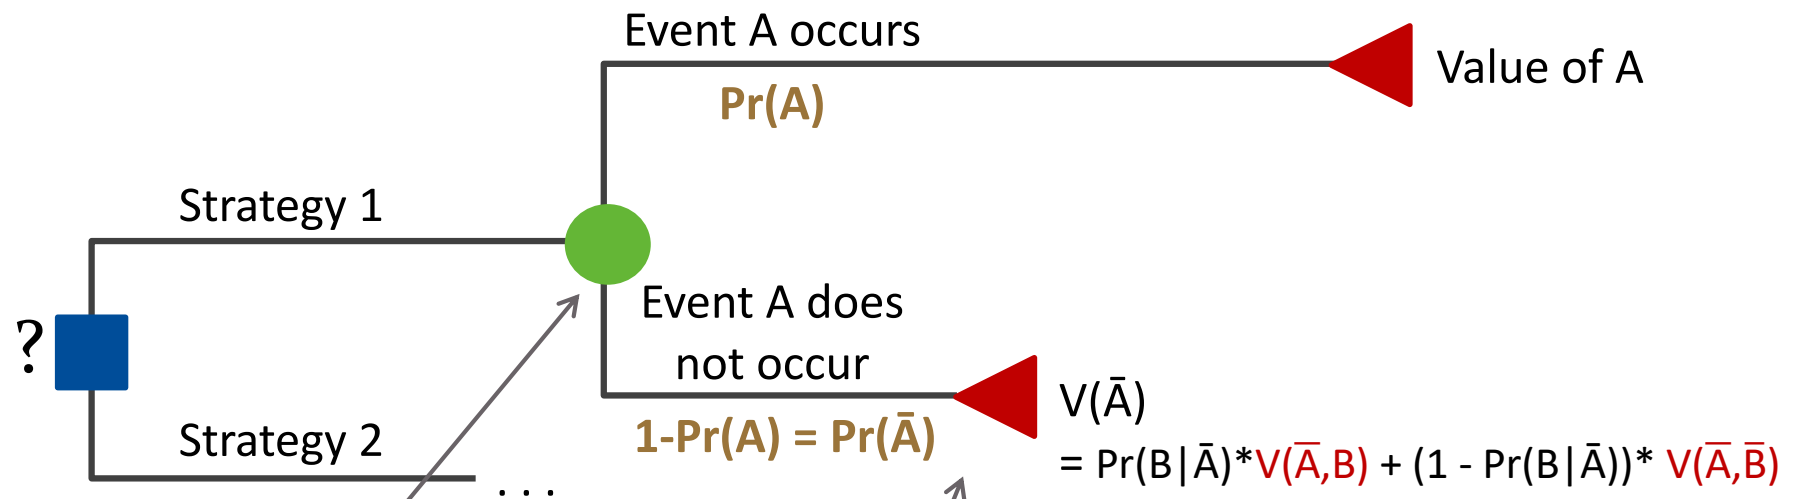 Event A occurs
Pr(A)
Value of A
Strategy 1
?
Event A does
not occur
1-Pr(A) = Pr(Ā)
V(Ā)
= Pr(B|Ā)*V(A̅,B) + (1 - Pr(B|Ā))* V(A̅,B̅)
Strategy 2
. . .